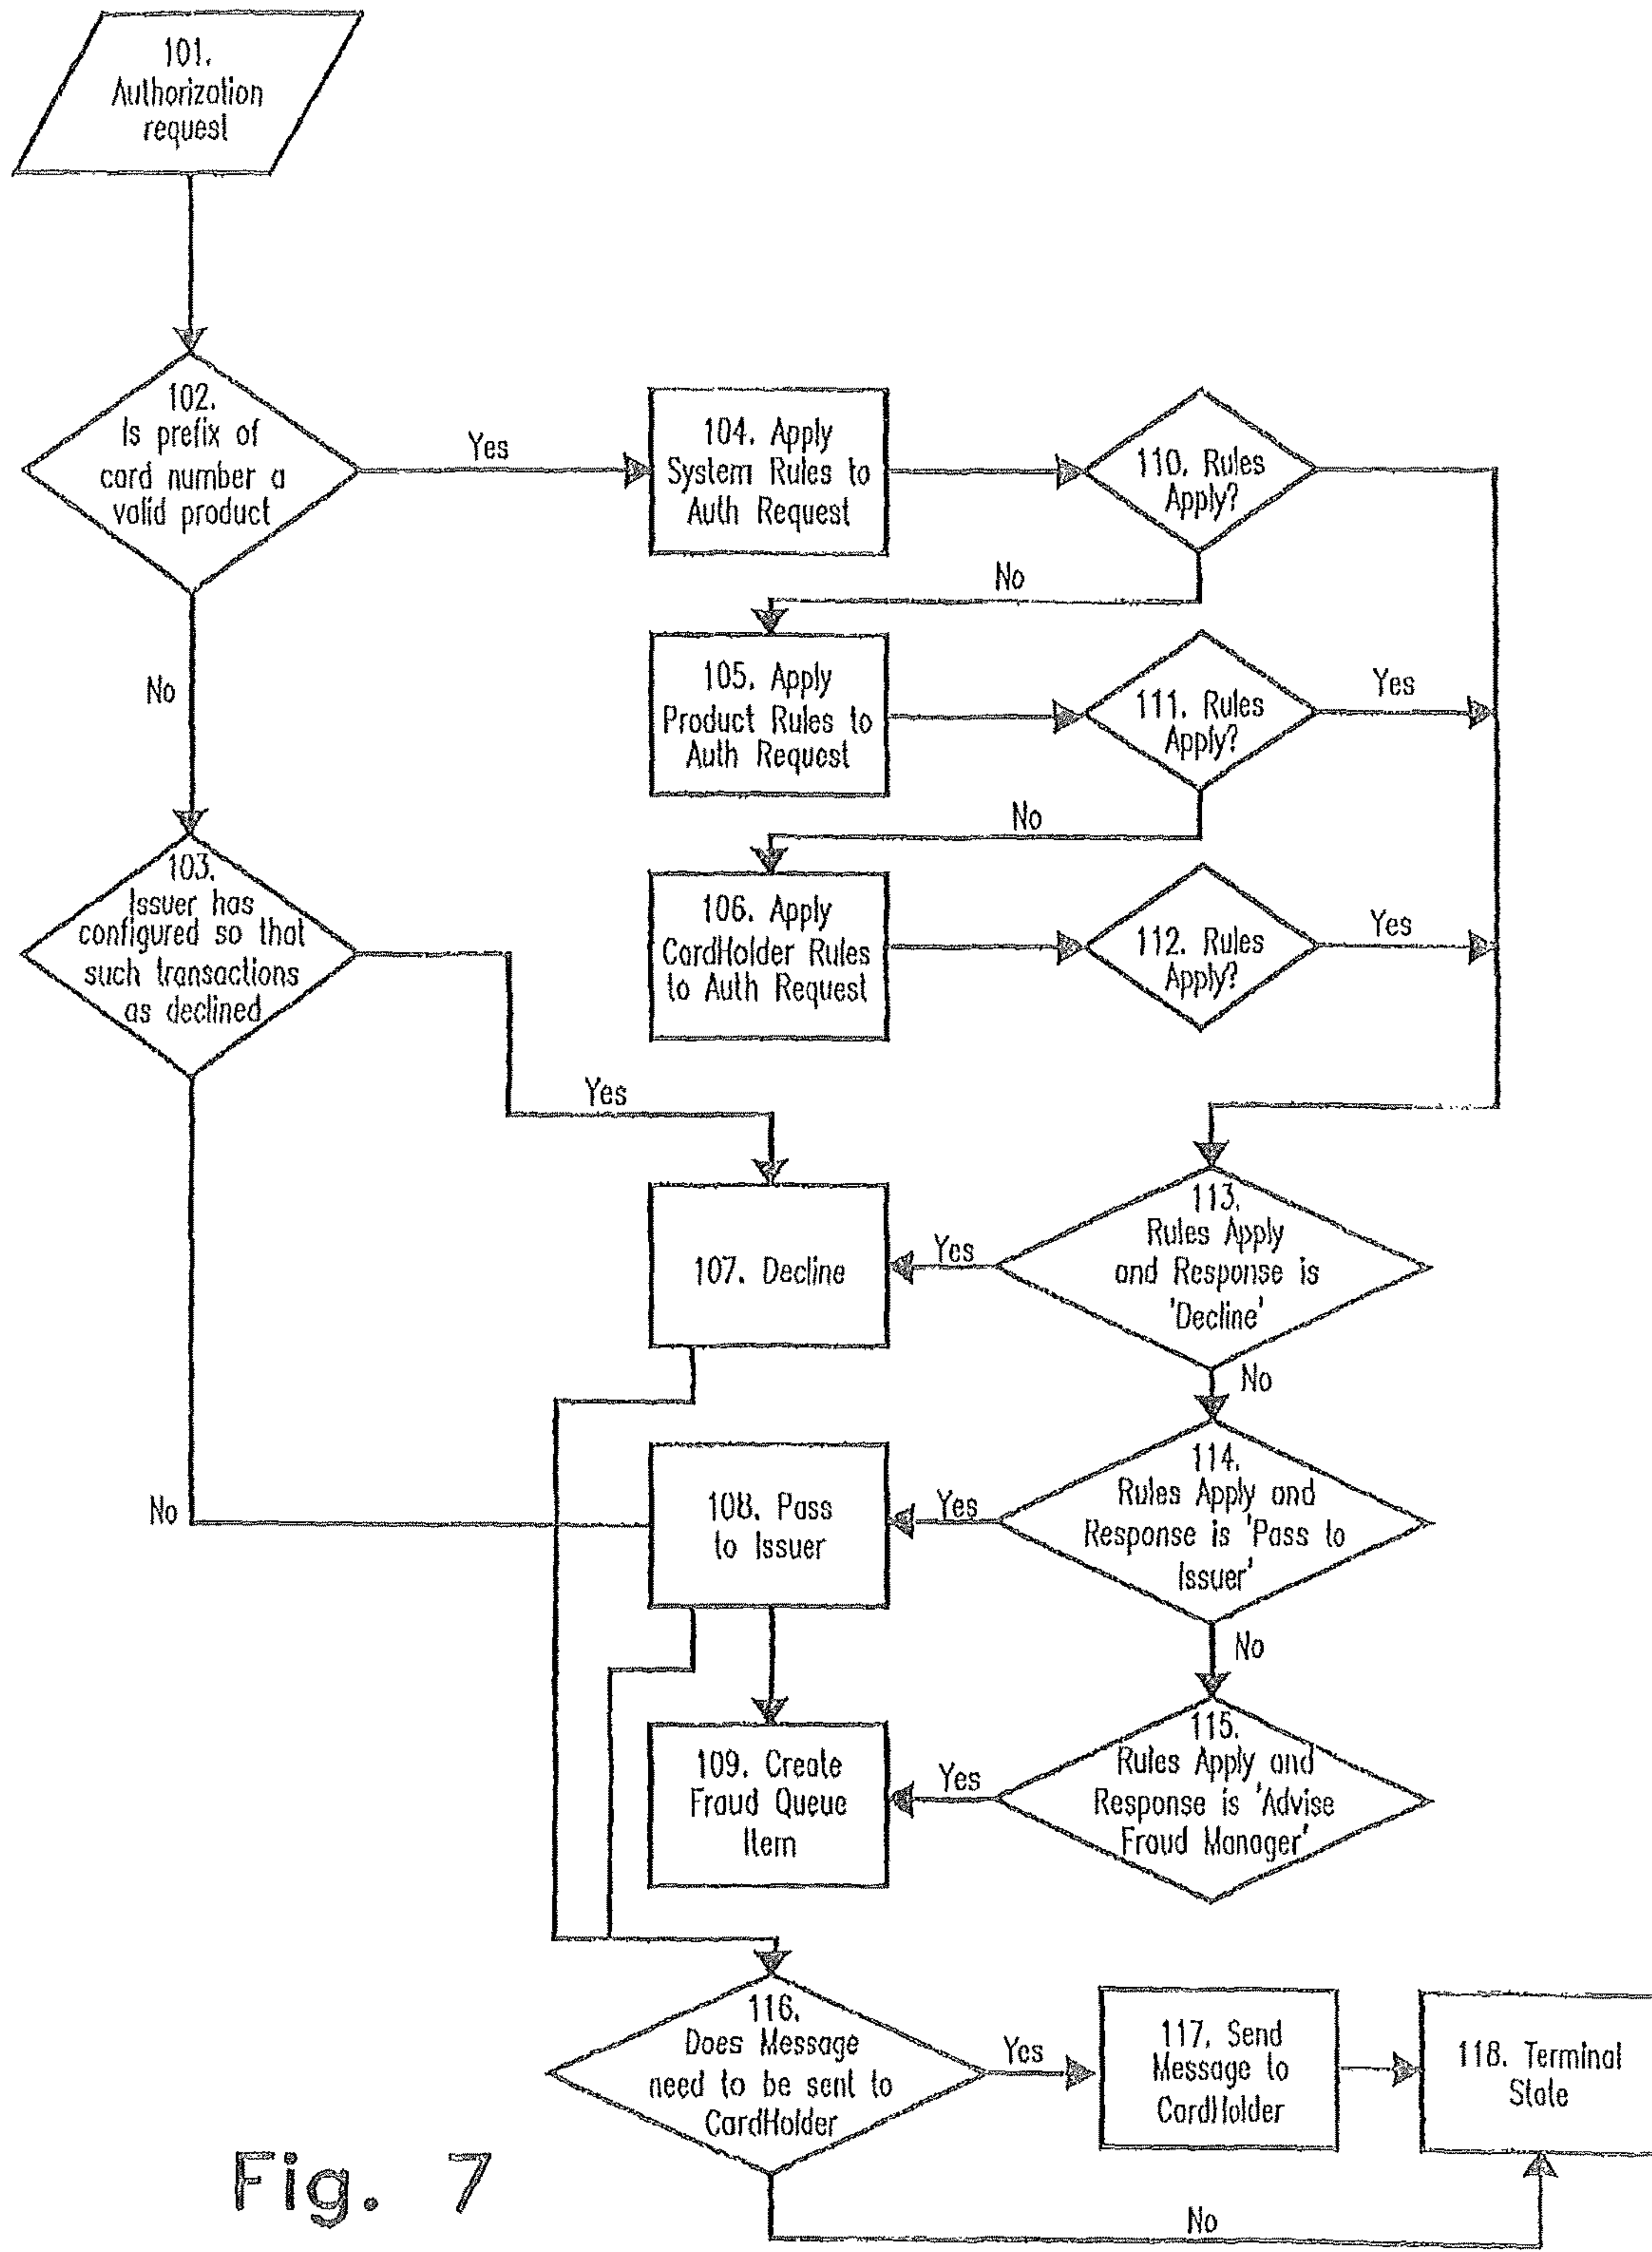 101.
Authorization
request
102.
Is prefix of
card number a
valid product
Yes
104. Apply
System Rules to
Auth Request
110. Rules
Apply?
No
No
105. Apply
Product Rules to
Auth Request
111. Rules
Apply?
Yes
No
103.
Issuer has
configured so that
such transactions
as declined
106. Apply
CardHolder Rules
to Auth Request
112. Rules
Apply?
Yes
Yes
107. Decline
Yes
113.
Rules Apply
and Response is
'Decline'
No
No
108. Pass
to Issuer
Yes
114.
Rules Apply and
Response is 'Pass to
Issuer'
No
109. Create
Fraud Queue
Item
Yes
115.
Rules Apply and
Response is 'Advise
Fraud Manager'
116.
Does Message
need to be sent to
CardHolder
Yes
117. Send
Message to
CardHolder
118. Terminal
State
No
Fig. 7